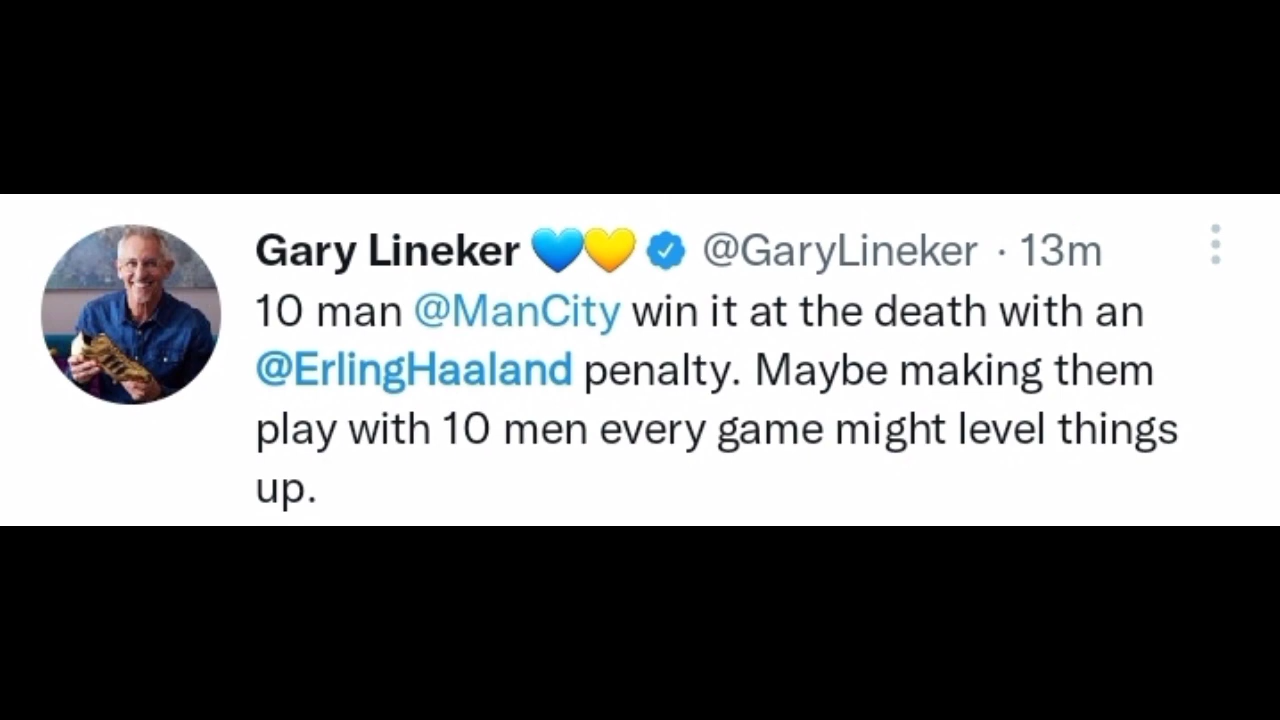 Gary Lineker 💙💛 @GaryLineker · 13m
10 man @ManCity win it at the death with an
@ErlingHaaland penalty. Maybe making them
play with 10 men every game might level things
up.